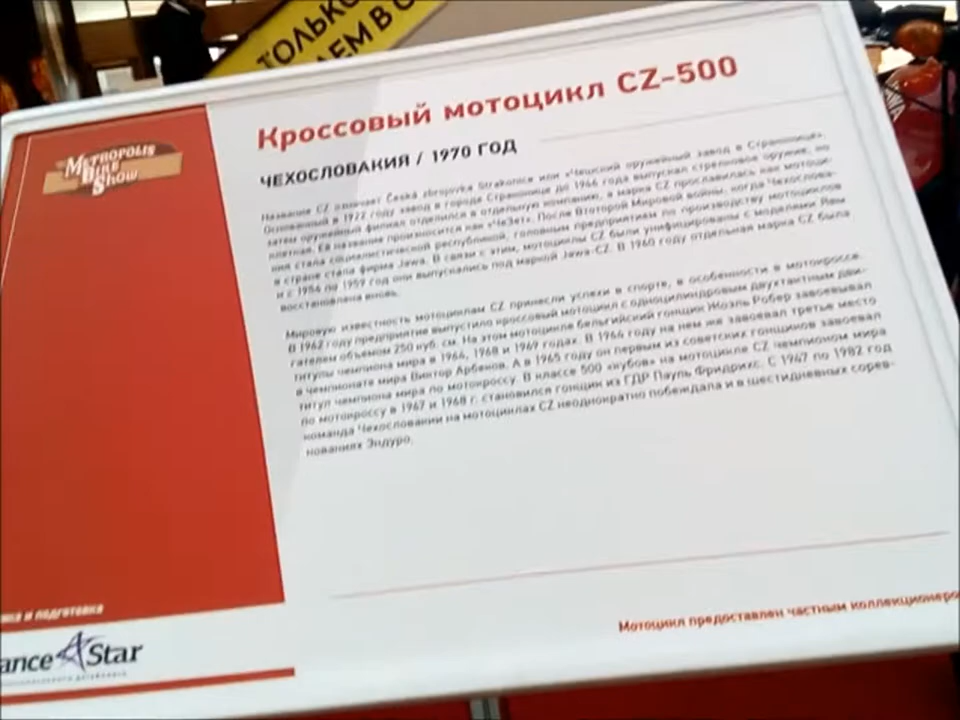 ТОЛЬКО
ЕМ В С
METROPOLIS
BIKE
SHOW
Кроссовый мотоцикл CZ-500
ЧЕХОСЛОВАКИЯ / 1970 ГОД
Название CZ означает Česká zbrojovka Strakonice или «Чешский оружейный завод в Страконице».
Основанный в 1922 году завод в городе Страконице до 1966 года выпускал стрелковое оружие, но
затем оружейный филиал отделился в отдельную компанию, а марка CZ прославилась как мотоци-
клетная. Её название произносится как «ЧеЗет». После Второй Мировой войны, когда Чехослова-
кия стала социалистической республикой, головным предприятием по производству мотоциклов
в стране стала фирма Jawa. В связи с этим, мотоциклы CZ были унифицированы с моделями Явы
и с 1954 по 1959 год они выпускались под маркой Jawa-CZ. В 1960 году отдельная марка CZ была
восстановлена вновь.
Мировую известность мотоциклам CZ принесли успехи в спорте, в особенности в мотокроссе.
В 1962 году предприятие выпустило кроссовый мотоцикл с одноцилиндровым двухтактным дви-
гателем объемом 250 куб. см. На этом мотоцикле бельгийский гонщик Жоэль Робер завоевывал
титулы чемпиона мира в 1964, 1968 и 1969 годах. В 1964 году на нем же завоевал третье место
в чемпионате мира Виктор Арбеков. А в 1965 году он первым из советских гонщиков завоевал
титул чемпиона мира по мотокроссу. В классе 500 «кубов» на мотоцикле CZ чемпионом мира
по мотокроссу в 1967 и 1968 г. становился гонщик из ГДР Пауль Фридрихс. С 1947 по 1982 год
команда Чехословакии на мотоциклах CZ неоднократно побеждала и в шестидневных сорев-
нованиях Эндуро.
и подготовка
ance Star
Мотоцикл предоставлен частным коллекционеро